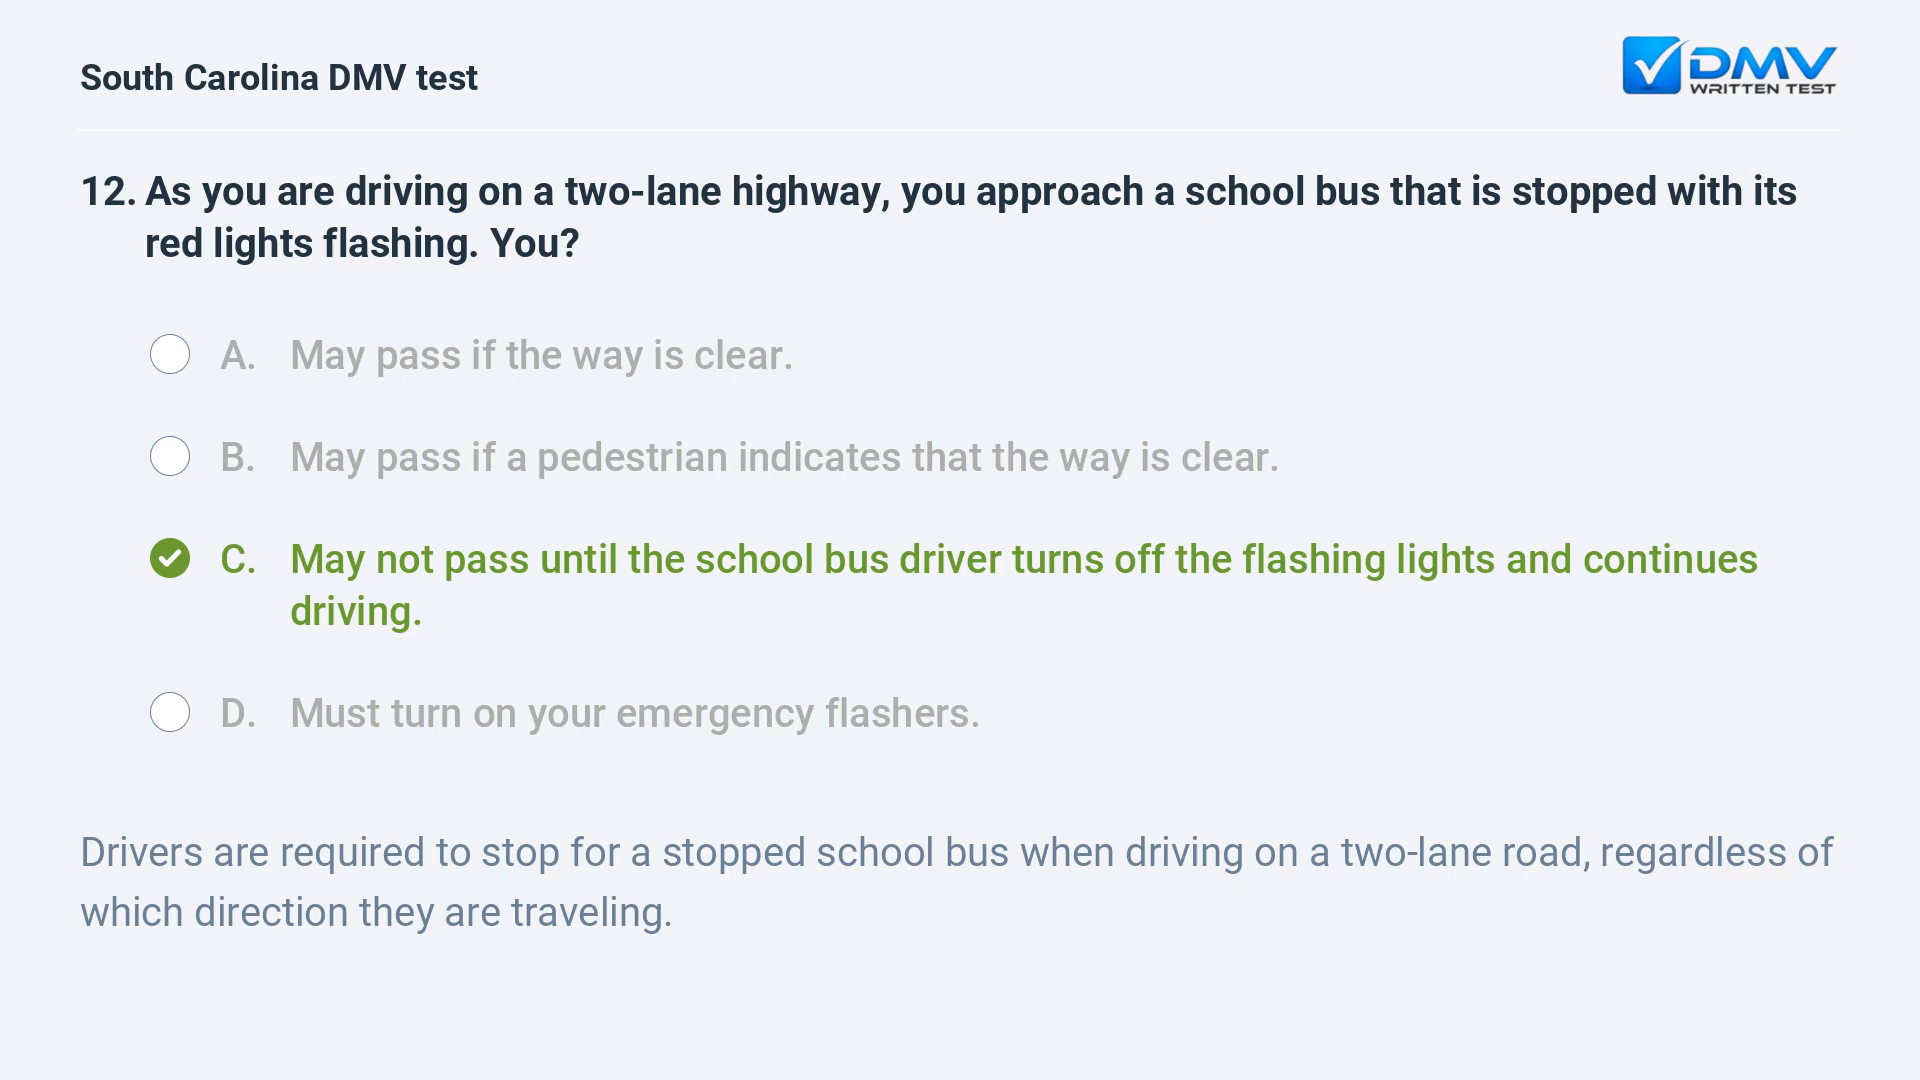 South Carolina DMV test
DMV
WRITTEN TEST
12. As you are driving on a two-lane highway, you approach a school bus that is stopped with its
red lights flashing. You?
A. May pass if the way is clear.
B. May pass if a pedestrian indicates that the way is clear.
C. May not pass until the school bus driver turns off the flashing lights and continues
driving.
D. Must turn on your emergency flashers.
Drivers are required to stop for a stopped school bus when driving on a two-lane road, regardless of
which direction they are traveling.